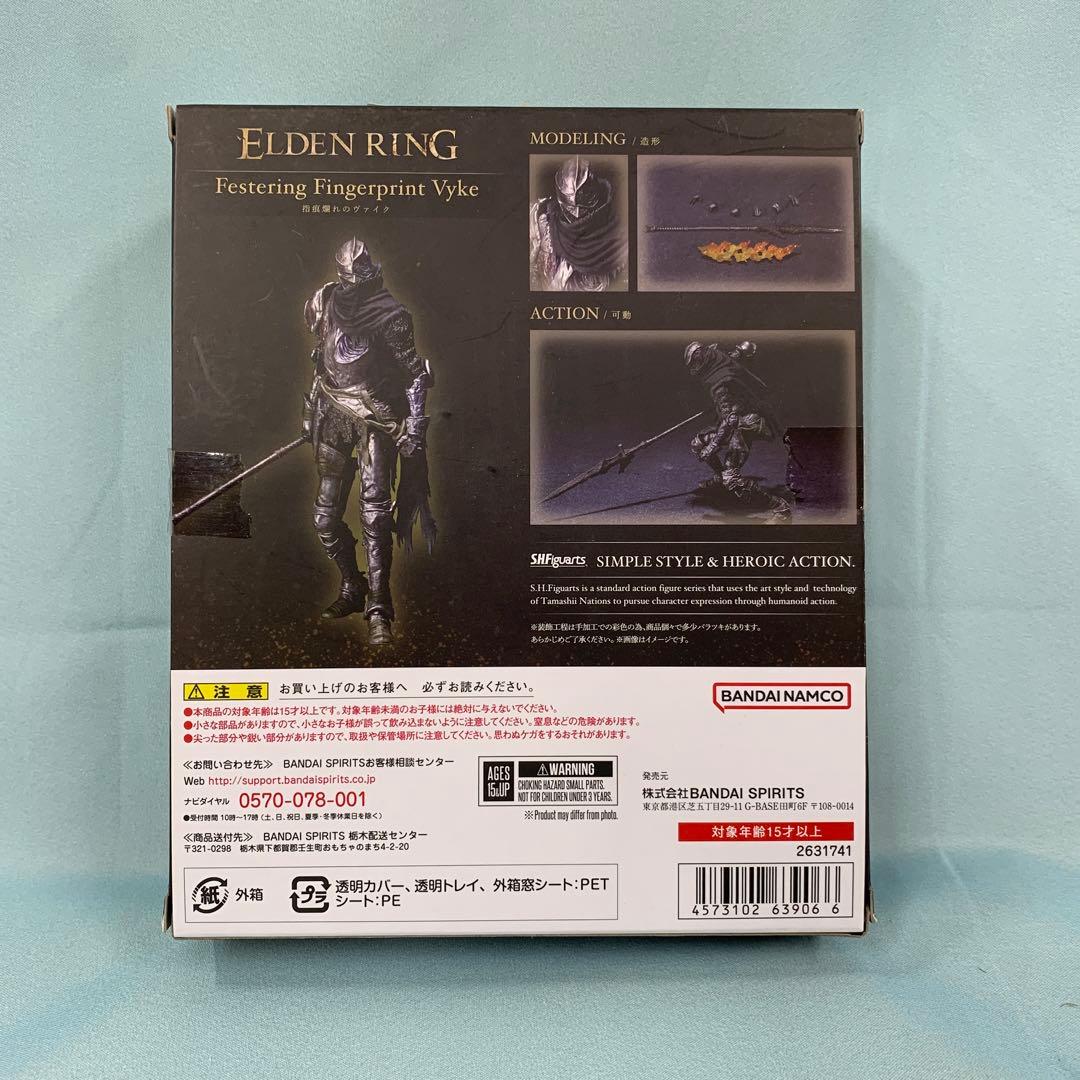 ELDEN RING
Festering Fingerprint Vyke
指痕爛れのヴァイク
MODELING / 造形
ACTION / 可動
S.H.Figuarts SIMPLE STYLE & HEROIC ACTION.
S.H.Figuarts is a standard action figure series that uses the art style and technology
of Tamashii Nations to pursue character expression through humanoid action.
※装飾工程は手加工での彩色の為、商品個々で多少バラツキがあります。
あらかじめご了承ください。※画像はイメージです。
注意 お買い上げのお客様へ 必ずお読みください。
●本商品の対象年齢は15才以上です。対象年齢未満のお子様には絶対に与えないでください。
●小さな部品がありますので、小さなお子様が誤って飲み込まないように注意してください。窒息などの危険があります。
●尖った部分や鋭い部分がありますので、取扱や保管場所に注意してください。思わぬケガをするおそれがあります。
BANDAI NAMCO
≪お問い合わせ先≫ BANDAI SPIRITSお客様相談センター
Web http://support.bandaispirits.co.jp
ナビダイヤル 0570-078-001
●受付時間 10時~17時 (土、日、祝日、夏季・冬季休業日を除く)
≪商品送付先≫ BANDAI SPIRITS 栃木配送センター
〒321-0298 栃木県下都賀郡壬生町おもちゃのまち4-2-20
AGES 15&UP
WARNING
CHOKING HAZARD SMALL PARTS.
NOT FOR CHILDREN UNDER 3 YEARS.
※Product may differ from photo.
発売元
株式会社BANDAI SPIRITS
東京都港区芝五丁目29-11 G-BASE田町6F 〒108-0014
対象年齢15才以上
2631741
紙 外箱
プラ 透明カバー、透明トレイ、外箱窓シート:PET
シート:PE
4573102 63906 6